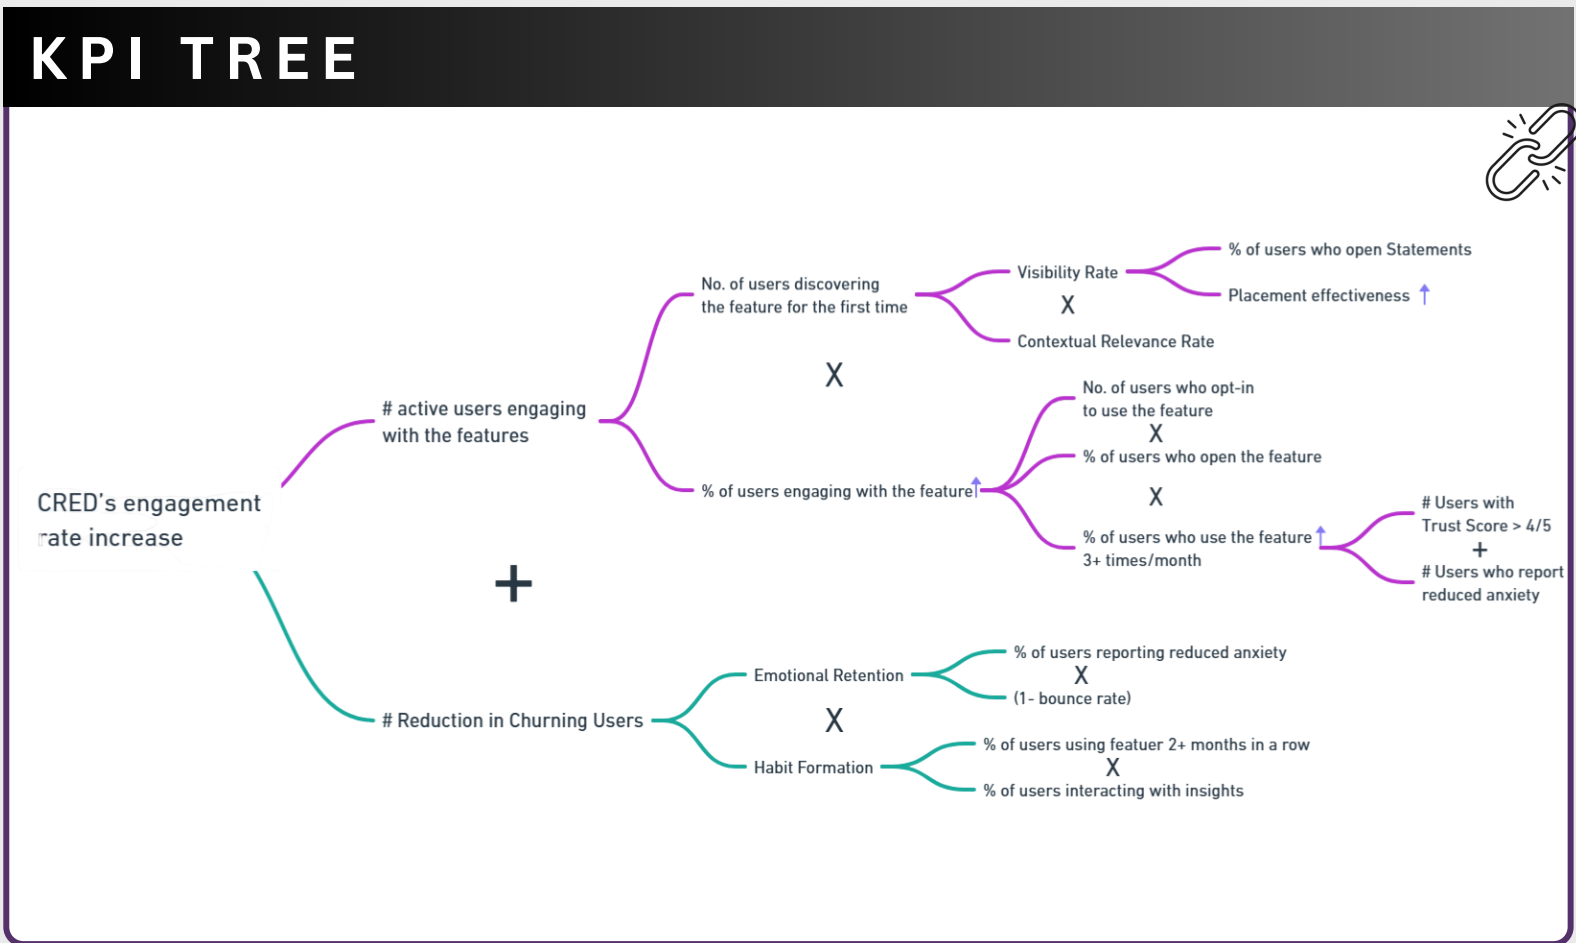 KPI TREE
% of users who open Statements
Visibility Rate
No. of users discovering
the feature for the first time
Placement effectiveness
X
Contextual Relevance Rate
X
No. of users who opt-in
to use the feature
# active users engaging
with the features
X
% of users who open the feature
% of users engaging with the feature
X
CRED's engagement
rate increase
# Users with
Trust Score > 4/5
% of users who use the feature
3+ times/month
+
# Users who report
reduced anxiety
+
% of users reporting reduced anxiety
Emotional Retention
X
(1- bounce rate)
# Reduction in Churning Users
X
% of users using featuer 2+ months in a row
Habit Formation
X
% of users interacting with insights